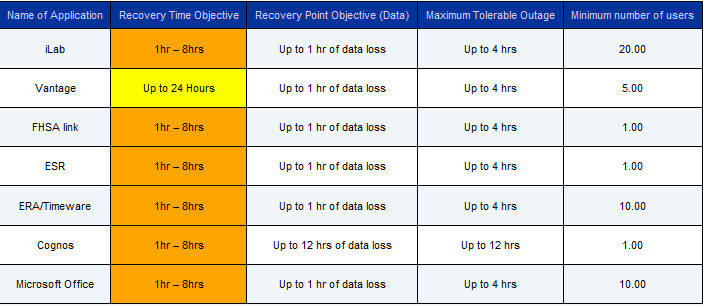 Name of Application Recovery Time Objective Recovery Point Objective (Data) Maximum Tolerable Outage Minimum number of users
iLab 1hr – 8hrs Up to 1 hr of data loss Up to 4 hrs 20.00
Vantage Up to 24 Hours Up to 1 hr of data loss Up to 4 hrs 5.00
FHSA link 1hr – 8hrs Up to 1 hr of data loss Up to 4 hrs 1.00
ESR 1hr – 8hrs Up to 1 hr of data loss Up to 4 hrs 1.00
ERA/Timeware 1hr – 8hrs Up to 1 hr of data loss Up to 4 hrs 10.00
Cognos 1hr – 8hrs Up to 12 hrs of data loss Up to 12 hrs 1.00
Microsoft Office 1hr – 8hrs Up to 1 hr of data loss Up to 4 hrs 10.00